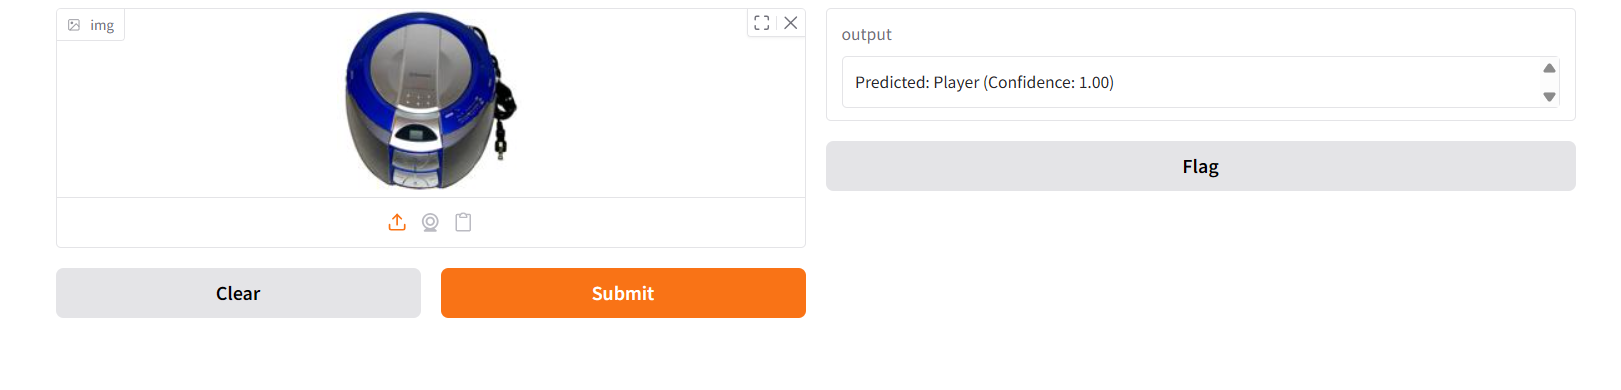 img
output
Predicted: Player (Confidence: 1.00)
Flag
Clear
Submit